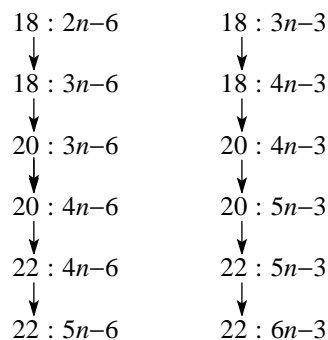 18 : 2n−6 18 : 3n−3
18 : 3n−6 18 : 4n−3
20 : 3n−6 20 : 4n−3
20 : 4n−6 20 : 5n−3
22 : 4n−6 22 : 5n−3
22 : 5n−6 22 : 6n−3